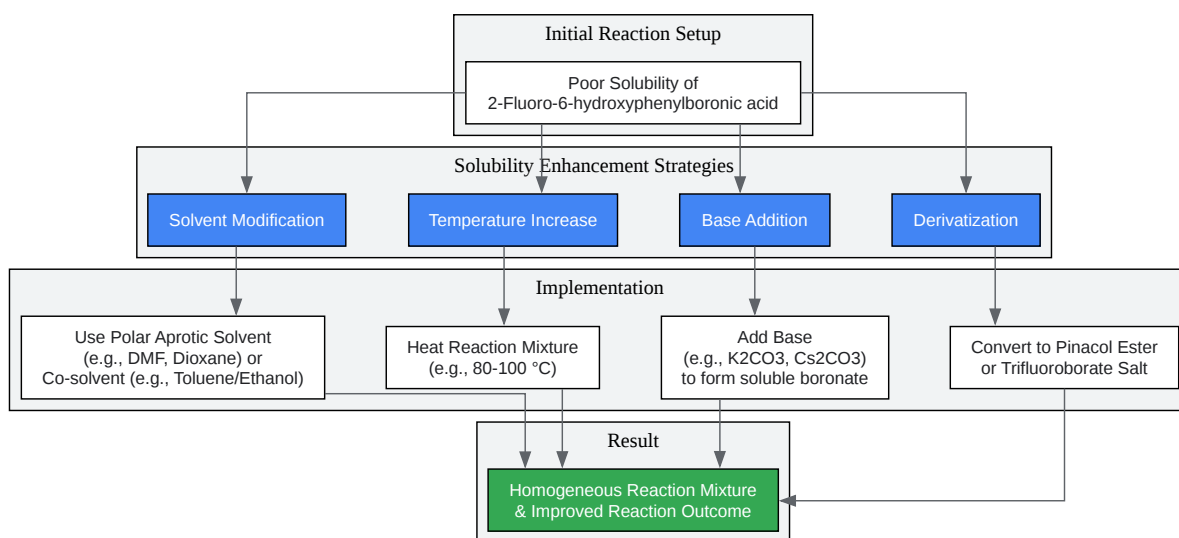 Initial Reaction Setup
Poor Solubility of
2-Fluoro-6-hydroxyphenylboronic acid
Solubility Enhancement Strategies
Solvent Modification
Temperature Increase
Base Addition
Derivatization
Implementation
Use Polar Aprotic Solvent
(e.g., DMF, Dioxane) or
Co-solvent (e.g., Toluene/Ethanol)
Heat Reaction Mixture
(e.g., 80-100 °C)
Add Base
(e.g., K2CO3, Cs2CO3)
to form soluble boronate
Convert to Pinacol Ester
or Trifluoroborate Salt
Result
Homogeneous Reaction Mixture
& Improved Reaction Outcome